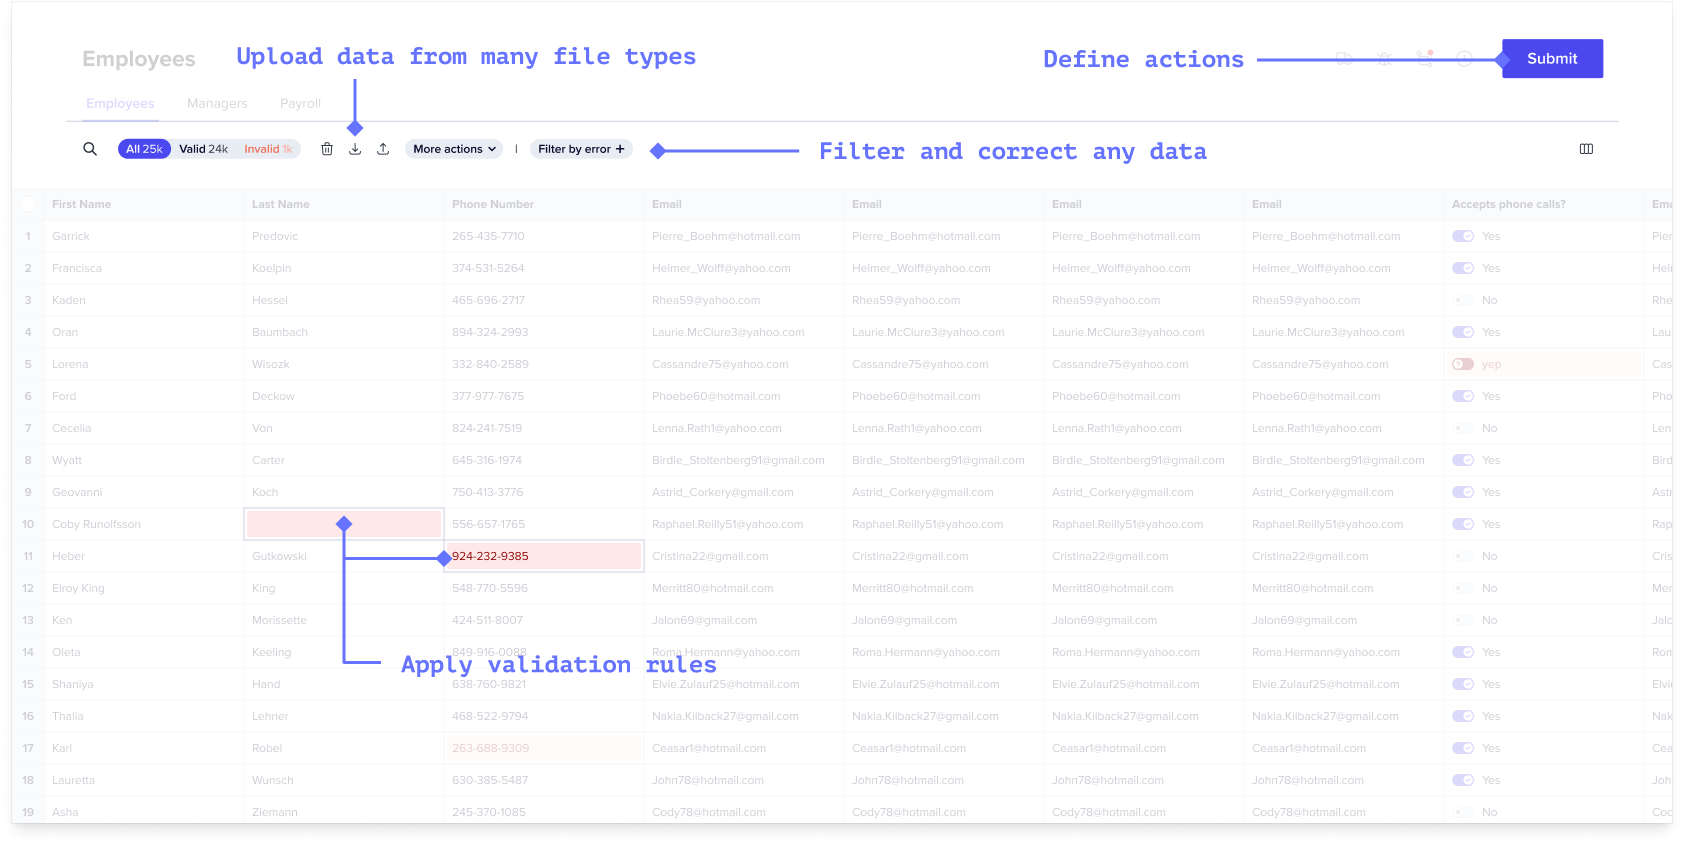 Employees
Upload data from many file types
Define actions
Submit
Employees Managers Payroll
All 25k Valid 24k Invalid 1k More actions | Filter by error +
Filter and correct any data
First Name Last Name Phone Number Email Email Email Email Accepts phone calls? Ema
1 Garrick Predovic 265-435-7710 Pierre_Boehm@hotmail.com Pierre_Boehm@hotmail.com Pierre_Boehm@hotmail.com Pierre_Boehm@hotmail.com Yes Pier
2 Francisca Koelpin 374-531-5264 Helmer_Wolff@yahoo.com Helmer_Wolff@yahoo.com Helmer_Wolff@yahoo.com Helmer_Wolff@yahoo.com Yes Heln
3 Kaden Hessel 465-696-2717 Rhea59@yahoo.com Rhea59@yahoo.com Rhea59@yahoo.com Rhea59@yahoo.com No Rhe
4 Oran Baumbach 894-324-2993 Laurie.McClure3@yahoo.com Laurie.McClure3@yahoo.com Laurie.McClure3@yahoo.com Laurie.McClure3@yahoo.com Yes Lau
5 Lorena Wisozk 332-840-2589 Cassandre75@yahoo.com Cassandre75@yahoo.com Cassandre75@yahoo.com Cassandre75@yahoo.com yep Cas
6 Ford Deckow 377-977-7675 Phoebe60@hotmail.com Phoebe60@hotmail.com Phoebe60@hotmail.com Phoebe60@hotmail.com Yes Pho
7 Cecelia Von 824-241-7519 Lenna.Rath1@yahoo.com Lenna.Rath1@yahoo.com Lenna.Rath1@yahoo.com Lenna.Rath1@yahoo.com No Len
8 Wyatt Carter 645-316-1974 Birdie_Stoltenberg91@gmail.com Birdie_Stoltenberg91@gmail.com Birdie_Stoltenberg91@gmail.com Birdie_Stoltenberg91@gmail.com Yes Bird
9 Geovanni Koch 750-413-3776 Astrid_Corkery@gmail.com Astrid_Corkery@gmail.com Astrid_Corkery@gmail.com Astrid_Corkery@gmail.com Yes Astr
10 Coby Runolfsson 556-657-1765 Raphael.Reilly51@yahoo.com Raphael.Reilly51@yahoo.com Raphael.Reilly51@yahoo.com Raphael.Reilly51@yahoo.com Yes Rap
11 Heber Gutkowski 924-232-9385 Cristina22@gmail.com Cristina22@gmail.com Cristina22@gmail.com Cristina22@gmail.com No Cris
12 Elroy King King 548-770-5596 Merritt80@hotmail.com Merritt80@hotmail.com Merritt80@hotmail.com Merritt80@hotmail.com No Mer
13 Ken Morissette 424-511-8007 Jalon69@gmail.com Jalon69@gmail.com Jalon69@gmail.com Jalon69@gmail.com No Jalo
14 Oleta Keeling 849-916-0088 Roma.Hermann@yahoo.com Roma.Hermann@yahoo.com Roma.Hermann@yahoo.com Roma.Hermann@yahoo.com Yes Rom
Apply validation rules
15 Shaniya Hand 638-760-9821 Elvie.Zulauf25@hotmail.com Elvie.Zulauf25@hotmail.com Elvie.Zulauf25@hotmail.com Elvie.Zulauf25@hotmail.com Yes Elvi
16 Thalia Lehner 468-522-9794 Nakia.Kilback27@gmail.com Nakia.Kilback27@gmail.com Nakia.Kilback27@gmail.com Nakia.Kilback27@gmail.com Yes Nak
17 Karl Robel 263-688-9309 Ceasar1@hotmail.com Ceasar1@hotmail.com Ceasar1@hotmail.com Ceasar1@hotmail.com Yes Cea
18 Lauretta Wunsch 630-385-5487 John78@hotmail.com John78@hotmail.com John78@hotmail.com John78@hotmail.com Yes Joh
19 Asha Ziemann 245-370-1085 Cody78@hotmail.com Cody78@hotmail.com Cody78@hotmail.com Cody78@hotmail.com No Coc